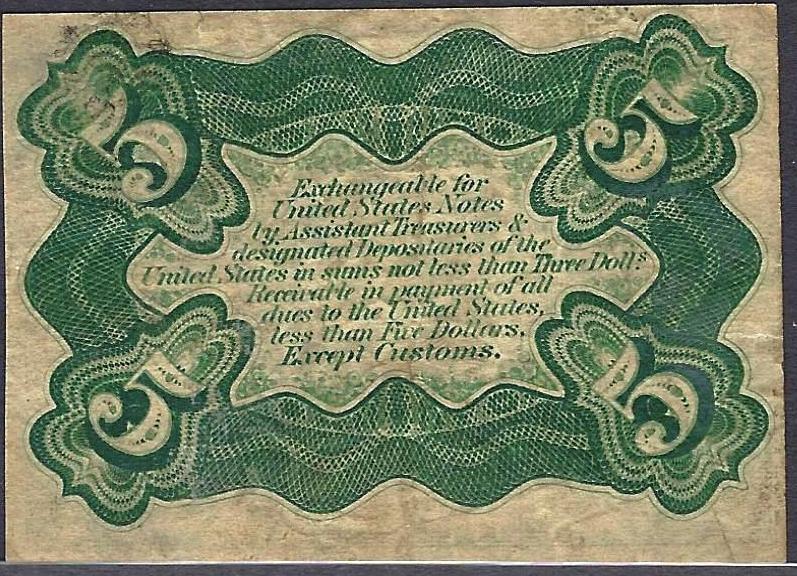 5 5
Exchangeable for
United States Notes
by Assistant Treasurers &
designated Depositaries of the
United States in sums not less than Three Dolls.
Receivable in payment of all
dues to the United States,
less than Five Dollars,
Except Customs.
5 5